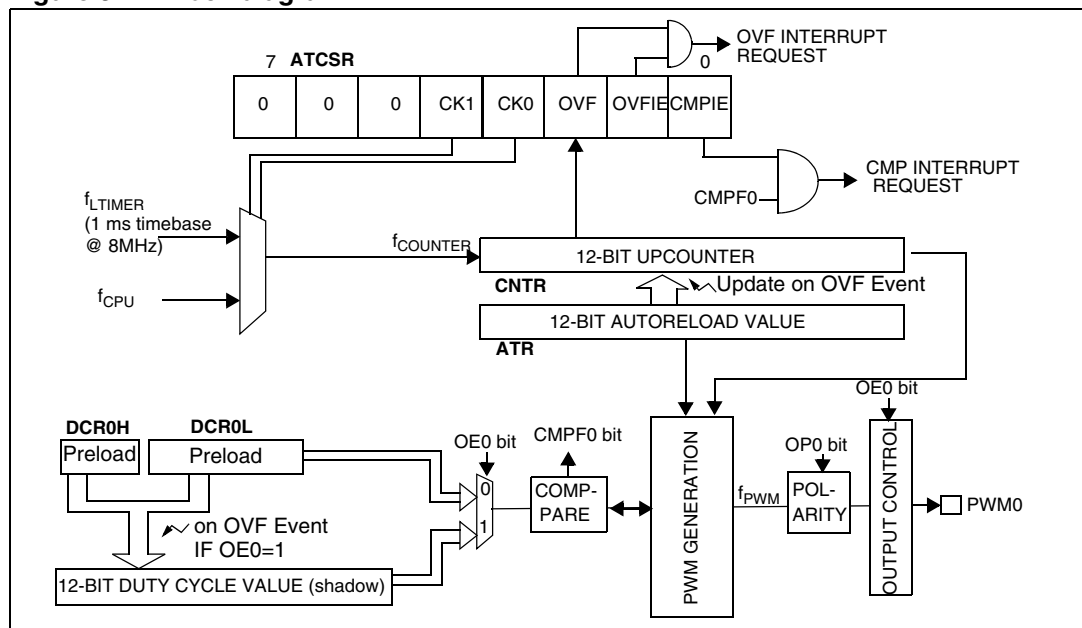 OVF INTERRUPT
REQUEST
7 ATCSR 0
0 0 0 CK1 CK0 OVF OVFIE CMPIE
CMP INTERRUPT
REQUEST
CMPF0
fLTIMER
(1 ms timebase
@ 8MHz)
fCOUNTER
12-BIT UPCOUNTER
CNTR
Update on OVF Event
fCPU
12-BIT AUTORELOAD VALUE
ATR
OE0 bit
DCR0H DCR0L
Preload Preload
OE0 bit
CMPF0 bit
OP0 bit
0
1
COMP-
PARE
PWM GENERATION
fPWM
POL-
ARITY
OUTPUT CONTROL
PWM0
on OVF Event
IF OE0=1
12-BIT DUTY CYCLE VALUE (shadow)